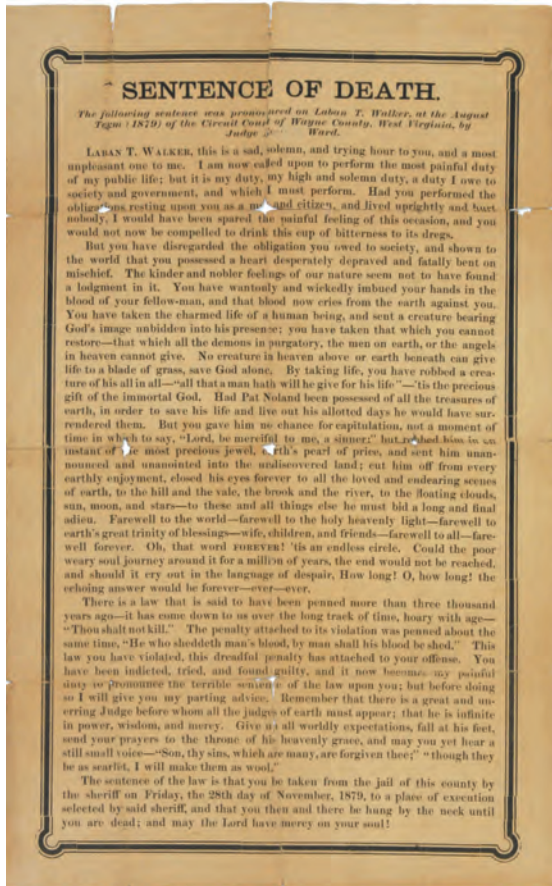 SENTENCE OF DEATH.
The following sentence was pronounced on Laban T. Walker, at the August
Term (1879) of the Circuit Court of Wayne County, West Virginia, by
Judge Ward.
LABAN T. WALKER, this is a sad, solemn, and trying hour to you, and a most
unpleasant one to me. I am now called upon to perform the most painful duty
of my public life; but it is my duty, my high and solemn duty, a duty I owe to
society and government, and which I must perform. Had you performed the
obligations resting upon you as a man and citizen, and lived uprightly and hurt
nobody, I would have been spared the painful feeling of this occasion, and you
would not now be compelled to drink this cup of bitterness to its dregs.
But you have disregarded the obligation you owed to society, and shown to
the world that you possessed a heart desperately depraved and fatally bent on
mischief. The kinder and nobler feelings of our nature seem not to have found
a lodgment in it. You have wantonly and wickedly imbued your hands in the
blood of your fellow-man, and that blood now cries from the earth against you.
You have taken the charmed life of a human being, and sent a creature bearing
God's image unbidden into his presence; you have taken that which you cannot
restore—that which all the demons in purgatory, the men on earth, or the angels
in heaven cannot give. No creature in heaven above or earth beneath can give
life to a blade of grass, save God alone. By taking life, you have robbed a crea-
ture of his all in all—"all that a man hath will he give for his life"—'tis the precious
gift of the immortal God. Had Pat Noland been possessed of all the treasures of
earth, in order to save his life and live out his allotted days he would have sur-
rendered them. But you gave him no chance for capitulation, not a moment of
time in which to say, "Lord, be merciful to me, a sinner;" but robbed him in an
instant of most precious jewel, earth's pearl of price, and sent him unan-
nounced and unanointed into the undiscovered land; cut him off from every
earthly enjoyment, closed his eyes forever to all the loved and endearing scenes
of earth, to the hill and the vale, the brook and the river, to the floating clouds,
sun, moon, and stars—to these and all things else he must bid a long and final
adieu. Farewell to the world—farewell to the holy heavenly light—farewell to
earth's great trinity of blessings—wife, children, and friends—farewell to all—fare-
well forever. Oh, that word FOREVER! 'tis an endless circle. Could the poor
weary soul journey around it for a million of years, the end would not be reached,
and should it cry out in the language of despair, How long! O, how long! the
echoing answer would be forever—ever—ever.
There is a law that is said to have been penned more than three thousand
years ago—it has come down to us over the long track of time, hoary with age—
"Thou shalt not kill." The penalty attached to its violation was penned about the
same time, "He who sheddeth man's blood, by man shall his blood be shed." This
law you have violated, this dreadful penalty has attached to your offense. You
have been indicted, tried, and found guilty, and it now becomes my painful
duty to pronounce the terrible sentence of the law upon you; but before doing
so I will give you my parting advice. Remember that there is a great and un-
erring Judge before whom all the judges of earth must appear; that he is infinite
in power, wisdom, and mercy. Give up all worldly expectations, fall at his feet,
send your prayers to the throne of his heavenly grace, and may you yet hear a
still small voice—"Son, thy sins, which are many, are forgiven thee;" "though they
be as scarlet, I will make them as wool."
The sentence of the law is that you be taken from the jail of this county by
the sheriff on Friday, the 28th day of November, 1879, to a place of execution
selected by said sheriff, and that you then and there be hung by the neck until
you are dead; and may the Lord have mercy on your soul!